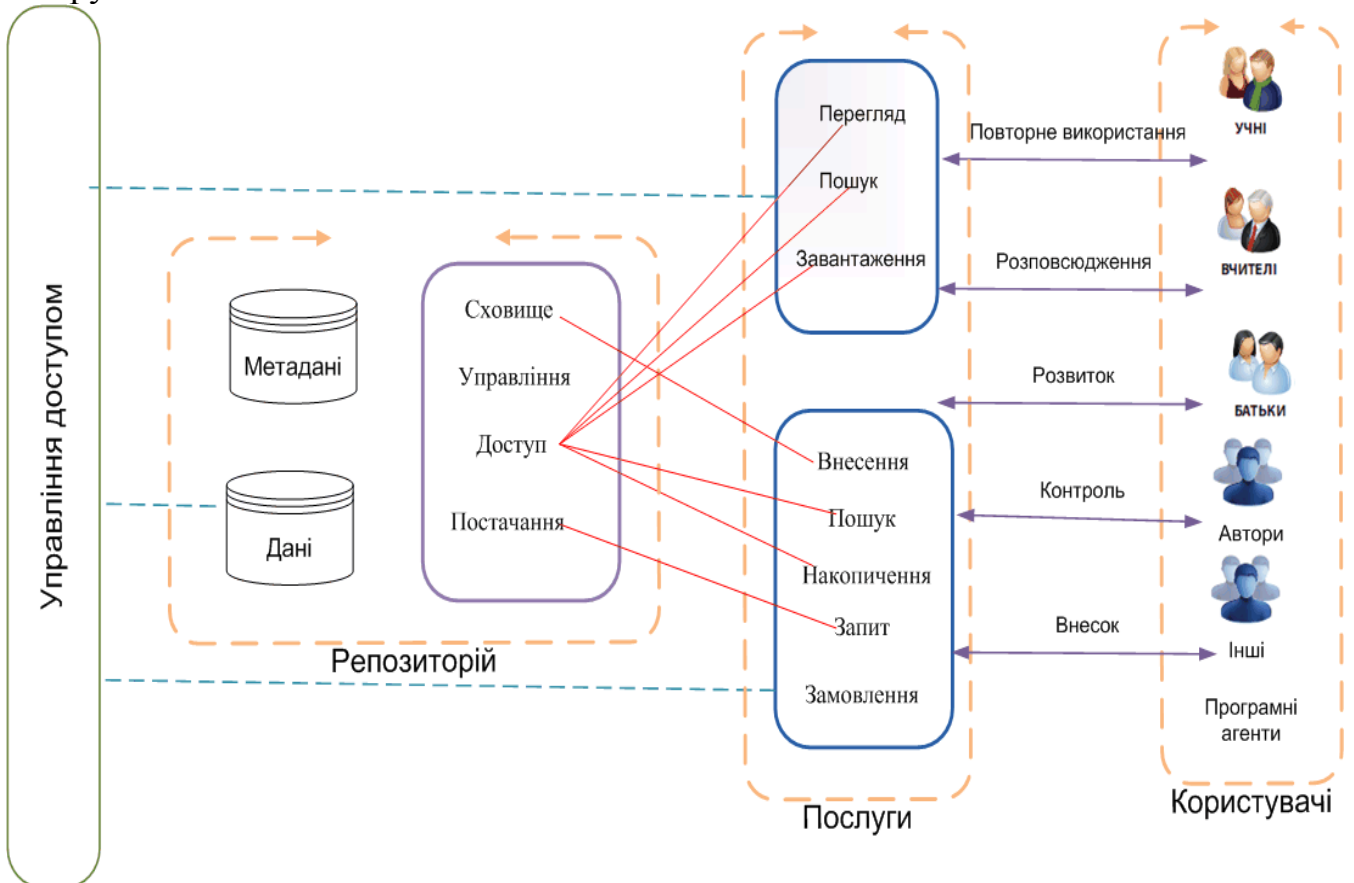 Управління доступом
Метадані
Дані
Сховище
Управління
Доступ
Постачання
Репозиторій
Перегляд
Пошук
Завантаження
Внесення
Пошук
Накопичення
Запит
Замовлення
Послуги
Повторне використання
Розповсюдження
Розвиток
Контроль
Внесок
УЧНІ
ВЧИТЕЛІ
БАТЬКИ
Автори
Інші
Програмні
агенти
Користувачі